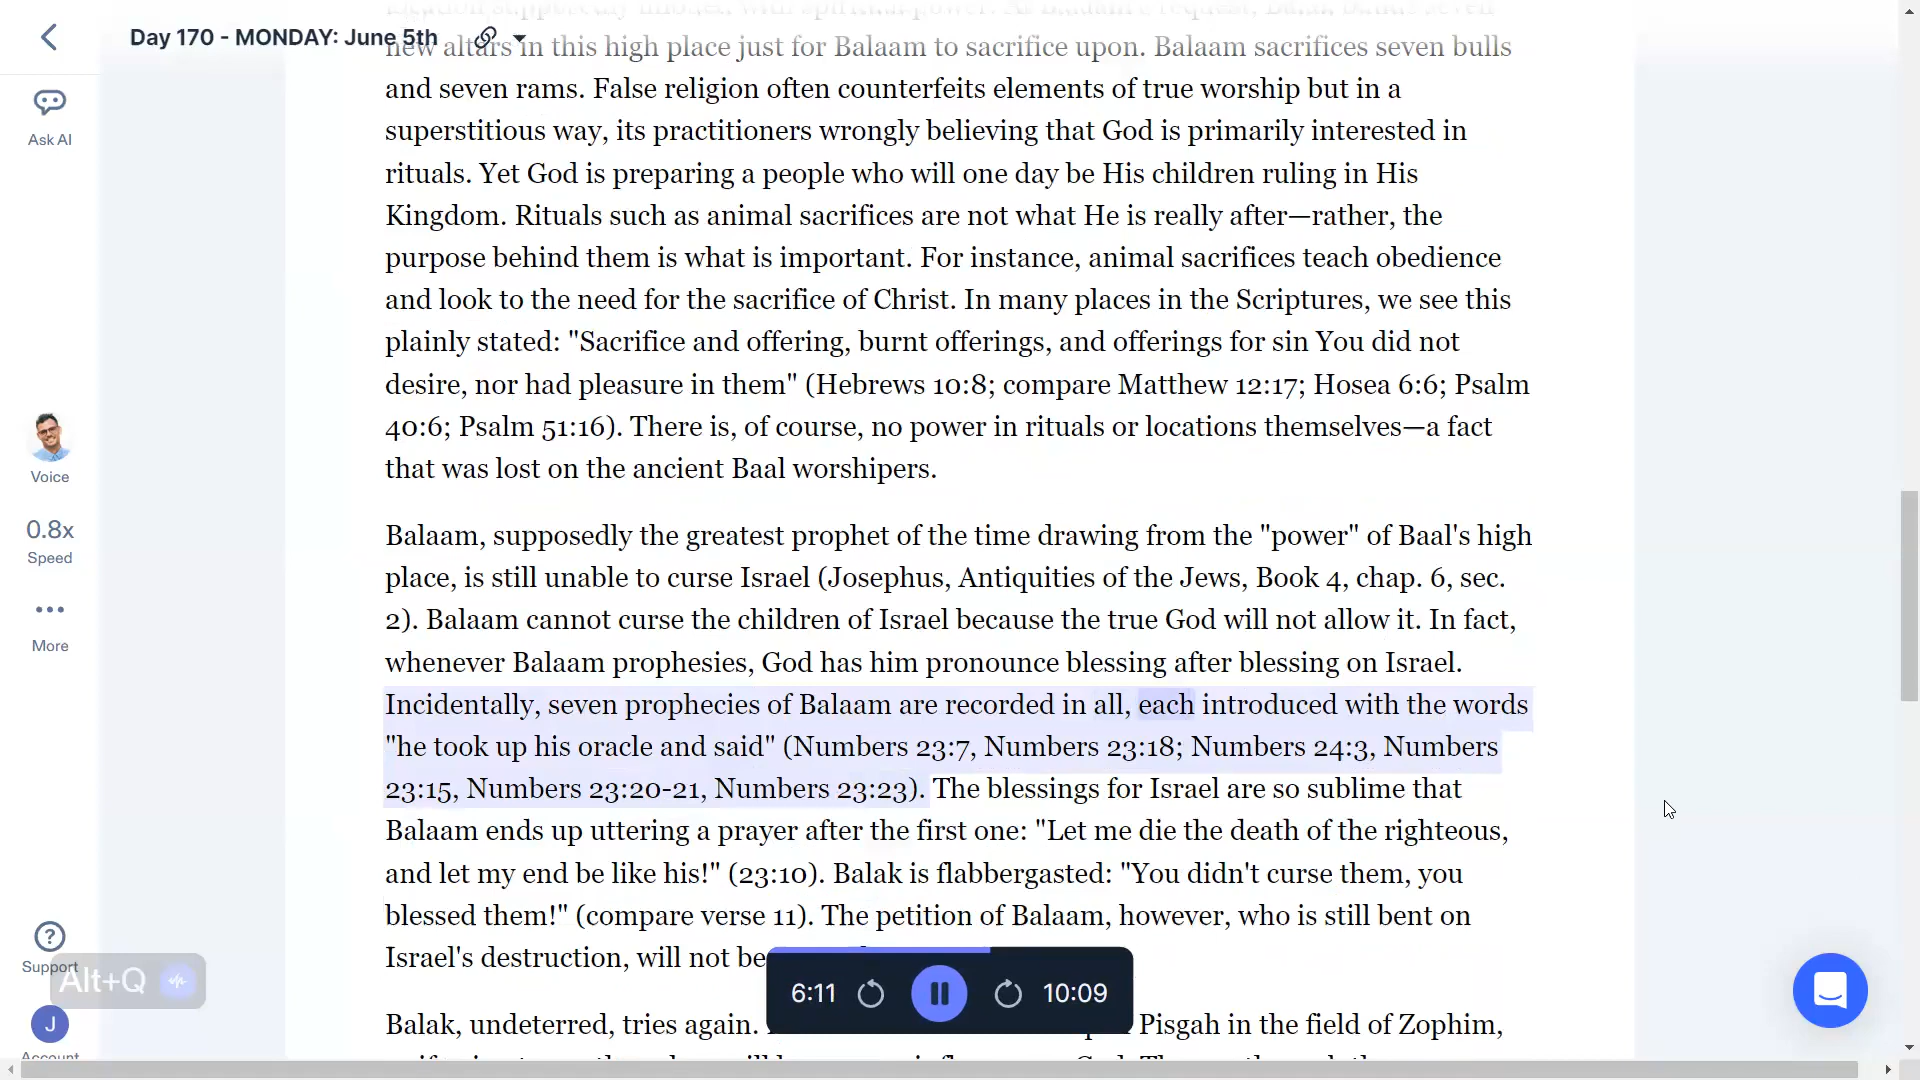 Day 170 - MONDAY: June 5th
new altars in this high place just for Balaam to sacrifice upon. Balaam sacrifices seven bulls
and seven rams. False religion often counterfeits elements of true worship but in a
superstitious way, its practitioners wrongly believing that God is primarily interested in
rituals. Yet God is preparing a people who will one day be His children ruling in His
Kingdom. Rituals such as animal sacrifices are not what He is really after—rather, the
purpose behind them is what is important. For instance, animal sacrifices teach obedience
and look to the need for the sacrifice of Christ. In many places in the Scriptures, we see this
plainly stated: "Sacrifice and offering, burnt offerings, and offerings for sin You did not
desire, nor had pleasure in them" (Hebrews 10:8; compare Matthew 12:17; Hosea 6:6; Psalm
40:6; Psalm 51:16). There is, of course, no power in rituals or locations themselves—a fact
that was lost on the ancient Baal worshipers.
Balaam, supposedly the greatest prophet of the time drawing from the "power" of Baal's high
place, is still unable to curse Israel (Josephus, Antiquities of the Jews, Book 4, chap. 6, sec.
2). Balaam cannot curse the children of Israel because the true God will not allow it. In fact,
whenever Balaam prophesies, God has him pronounce blessing after blessing on Israel.
Incidentally, seven prophecies of Balaam are recorded in all, each introduced with the words
"he took up his oracle and said" (Numbers 23:7, Numbers 23:18; Numbers 24:3, Numbers
23:15, Numbers 23:20-21, Numbers 23:23). The blessings for Israel are so sublime that
Balaam ends up uttering a prayer after the first one: "Let me die the death of the righteous,
and let my end be like his!" (23:10). Balak is flabbergasted: "You didn't curse them, you
blessed them!" (compare verse 11). The petition of Balaam, however, who is still bent on
Israel's destruction, will not be
Balak, undeterred, tries again. Pisgah in the field of Zophim,
Ask AI
Voice
0.8x
Speed
More
Support
Alt+Q
J
Account
6:11
10:09